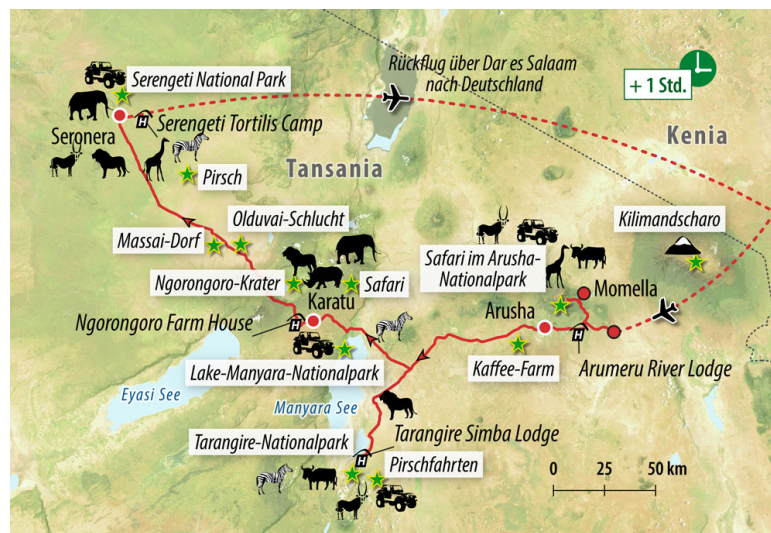 Serengeti National Park
Rückflug über Dar es Salaam
nach Deutschland
+ 1 Std.
H
Serengeti Tortilis Camp
Seronera
Kenia
Tansania
Pirsch
Olduvai-Schlucht
Massai-Dorf
Kilimandscharo
Safari im Arusha-
Nationalpark
Ngorongoro-Krater
Safari
Momella
Karatu
Arusha
Ngorongoro Farm House
H
H
Kaffee-Farm
Arumeru River Lodge
Lake-Manyara-Nationalpark
Eyasi See
Manyara See
Tarangire Simba Lodge
Tarangire-Nationalpark
H
Pirschfahrten
0 25 50 km